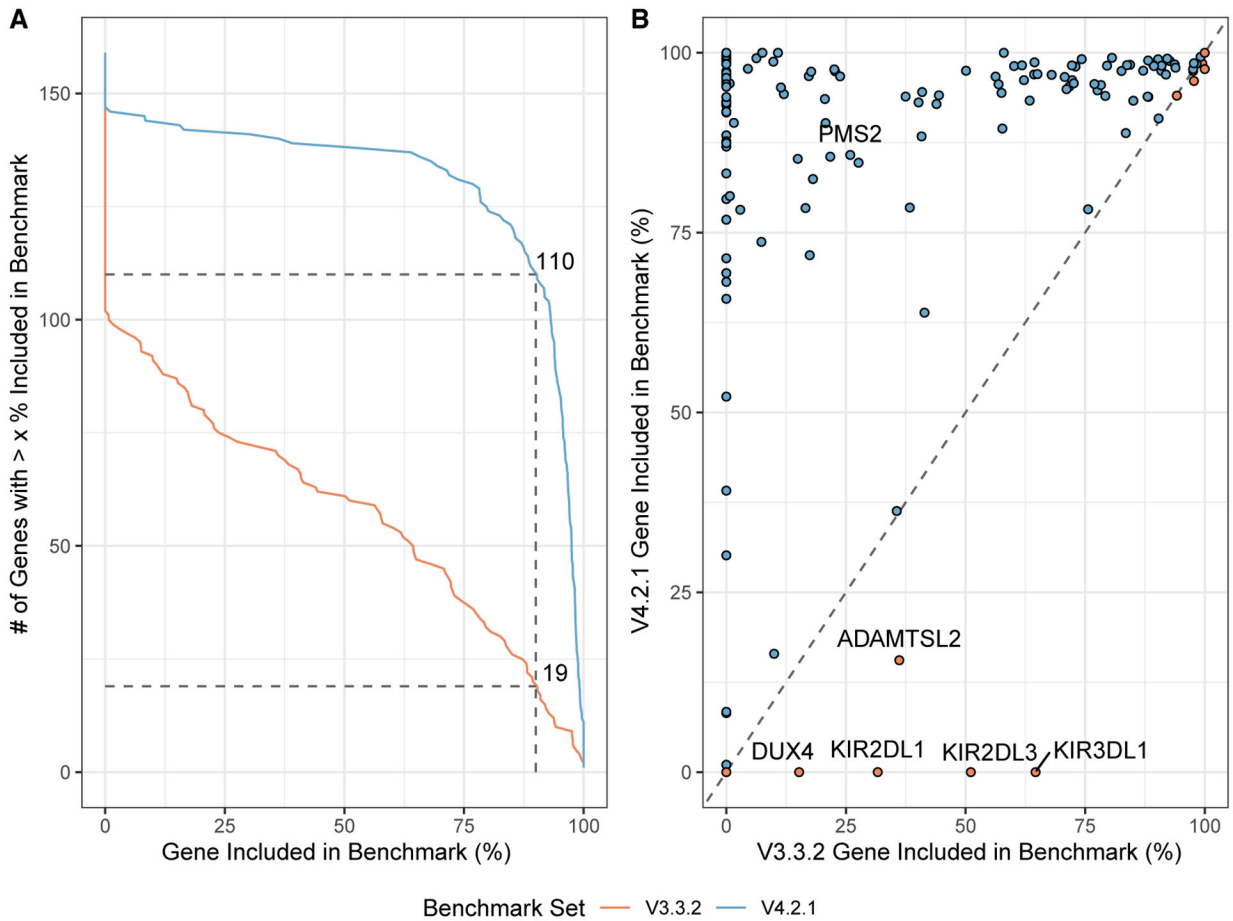 A
# of Genes with > x % Included in Benchmark
150
100
50
0
110
19
0
25
50
75
100
Gene Included in Benchmark (%)
B
V4.2.1 Gene Included in Benchmark (%)
100
75
50
25
0
PMS2
ADAMTSL2
DUX4
KIR2DL1
KIR2DL3
KIR3DL1
0
25
50
75
100
V3.3.2 Gene Included in Benchmark (%)
Benchmark Set V3.3.2 V4.2.1